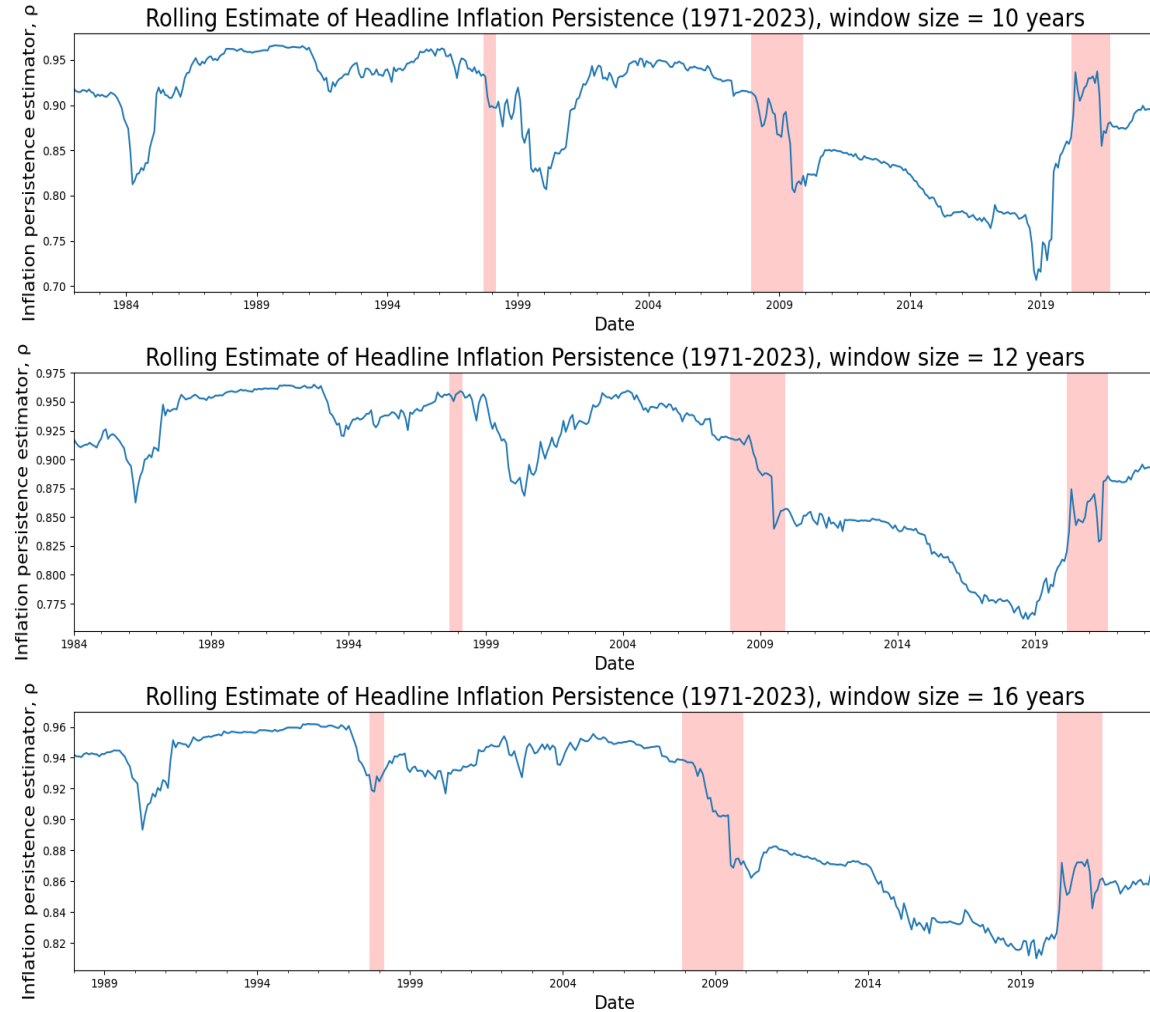 Rolling Estimate of Headline Inflation Persistence (1971-2023), window size = 10 years
Inflation persistence estimator, ρ
0.95
0.90
0.85
0.80
0.75
0.70
1984 1989 1994 1999 2004 2009 2014 2019
Date
Rolling Estimate of Headline Inflation Persistence (1971-2023), window size = 12 years
Inflation persistence estimator, ρ
0.975
0.950
0.925
0.900
0.875
0.850
0.825
0.800
0.775
1984 1989 1994 1999 2004 2009 2014 2019
Date
Rolling Estimate of Headline Inflation Persistence (1971-2023), window size = 16 years
Inflation persistence estimator, ρ
0.96
0.94
0.92
0.90
0.88
0.86
0.84
0.82
1989 1994 1999 2004 2009 2014 2019
Date